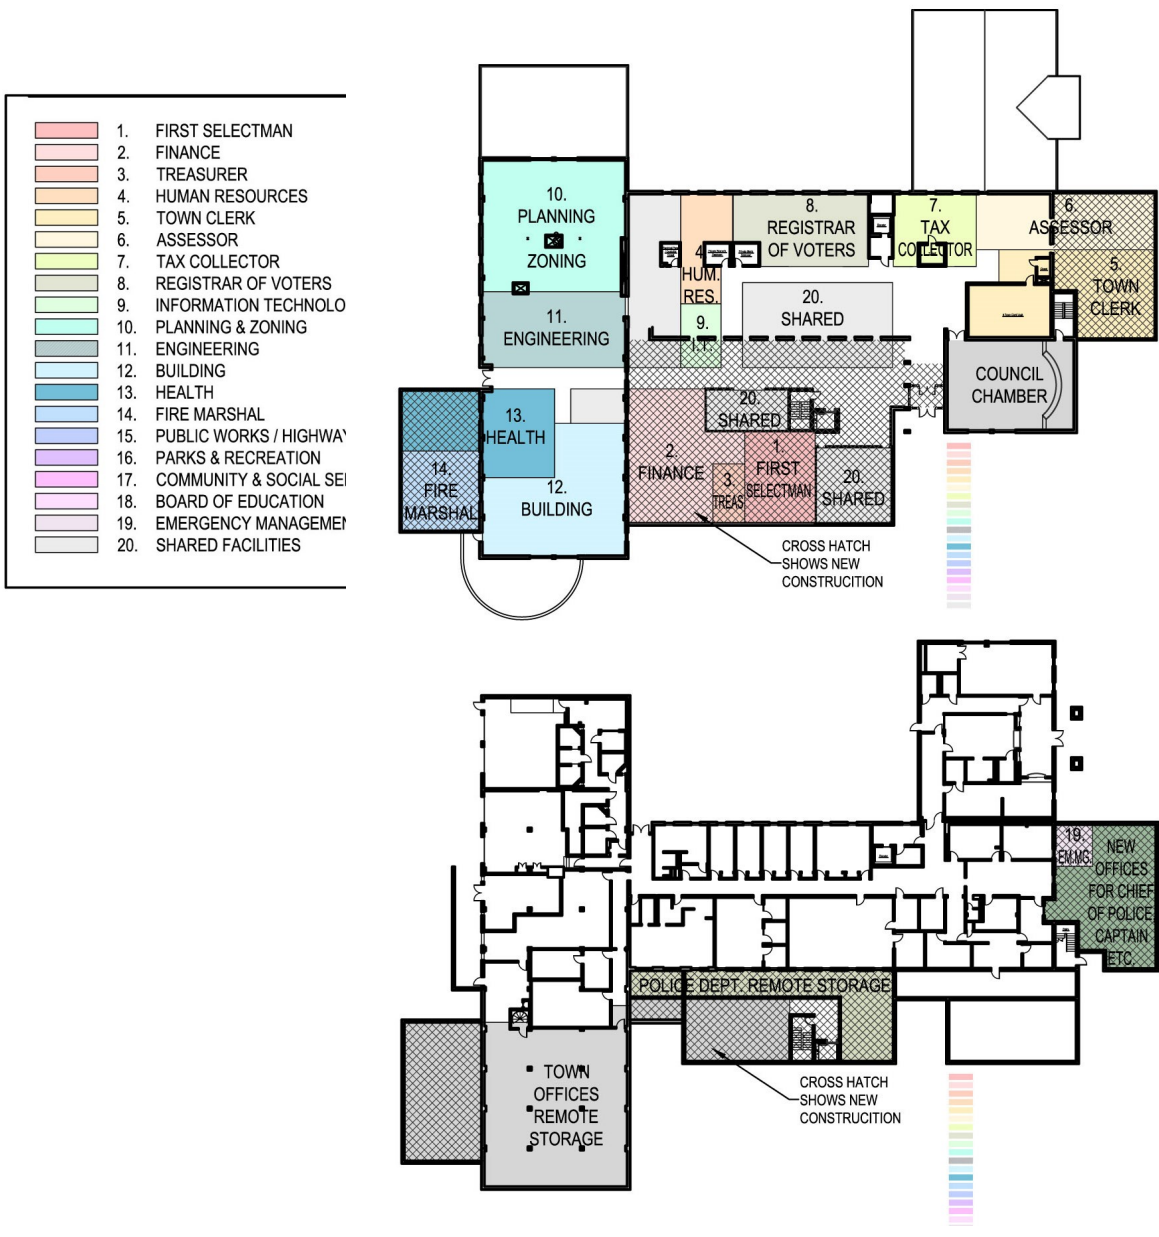 1. FIRST SELECTMAN
2. FINANCE
3. TREASURER
4. HUMAN RESOURCES
5. TOWN CLERK
6. ASSESSOR
7. TAX COLLECTOR
8. REGISTRAR OF VOTERS
9. INFORMATION TECHNOLO
10. PLANNING & ZONING
11. ENGINEERING
12. BUILDING
13. HEALTH
14. FIRE MARSHAL
15. PUBLIC WORKS / HIGHWAY
16. PARKS & RECREATION
17. COMMUNITY & SOCIAL SE
18. BOARD OF EDUCATION
19. EMERGENCY MANAGEMEN
20. SHARED FACILITIES
10.
PLANNING
ZONING
11.
ENGINEERING
13.
HEALTH
12.
BUILDING
14.
FIRE
MARSHAL
4.
HUM.
RES.
9.
I.T.
8.
REGISTRAR
OF VOTERS
7.
TAX
COLLECTOR
6.
ASSESSOR
5.
TOWN
CLERK
20.
SHARED
COUNCIL
CHAMBER
20.
SHARED
2.
FINANCE
3.
TREAS
1.
FIRST
SELECTMAN
20.
SHARED
CROSS HATCH
SHOWS NEW
CONSTRUCITION
19.
EM.MG.
NEW
OFFICES
FOR CHIEF
OF POLICE
CAPTAIN
ETC.
POLICE DEPT. REMOTE STORAGE
TOWN
OFFICES
REMOTE
STORAGE
CROSS HATCH
SHOWS NEW
CONSTRUCITION